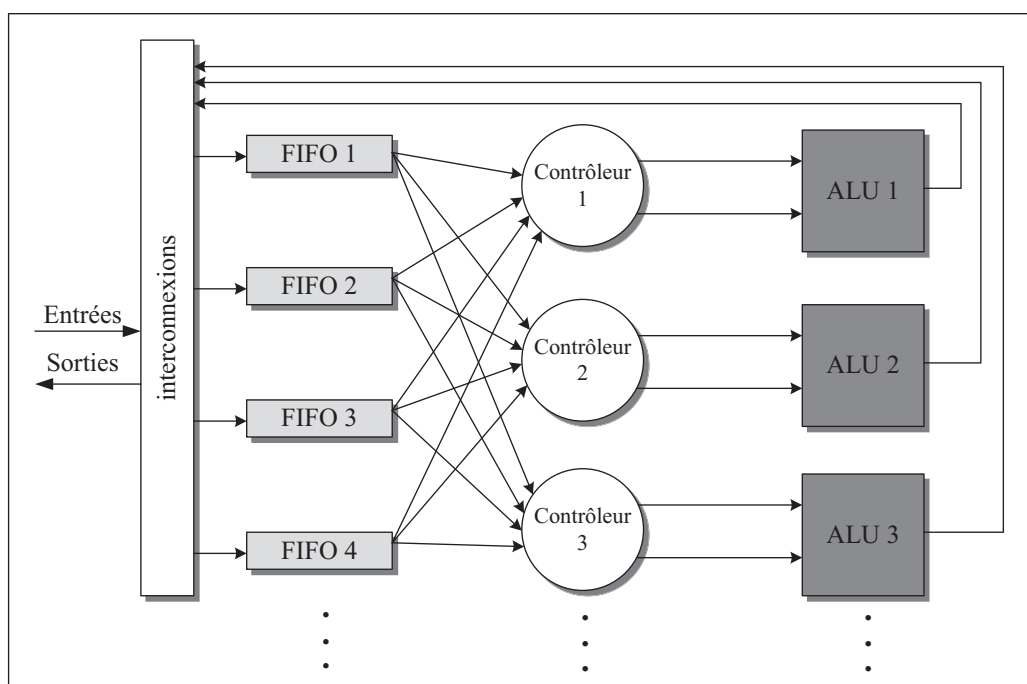 FIFO 1
Contrôleur
1
ALU 1
FIFO 2
Entrées
Sorties
interconnexions
Contrôleur
2
ALU 2
FIFO 3
Contrôleur
3
ALU 3
FIFO 4